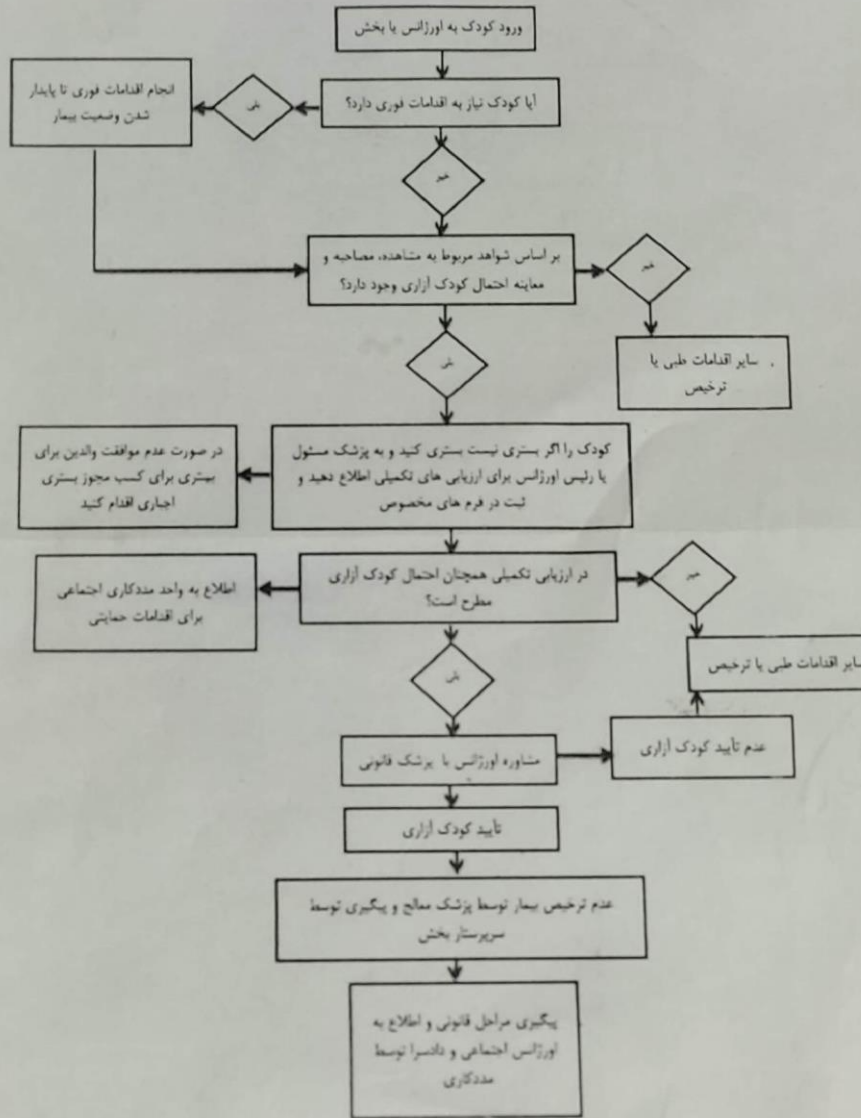 ورود کودک به اورژانس یا بخش
آیا کودک نیاز به اقدامات فوری دارد؟
بلی
انجام اقدامات فوری تا پایدار
شدن وضعیت بیمار
خیر
بر اساس شواهد مربوط به مشاهده، مصاحبه و
معاینه احتمال کودک آزاری وجود دارد؟
خیر
سایر اقدامات طبی یا
ترخیص
بلی
کودک را اگر بستری نیست بستری کنید و به پزشک مسئول
یا رئیس اورژانس برای ارزیابی های تکمیلی اطلاع دهید و
ثبت در فرم های مخصوص
در صورت عدم موافقت والدین برای
بستری برای کسب مجوز بستری
اجباری اقدام کنید
در ارزیابی تکمیلی همچنان احتمال کودک آزاری
مطرح است؟
خیر
اطلاع به واحد مددکاری اجتماعی
برای اقدامات حمایتی
سایر اقدامات طبی یا ترخیص
بلی
مشاوره اورژانس با پزشک قانونی
عدم تأیید کودک آزاری
تأیید کودک آزاری
عدم ترخیص بیمار توسط پزشک معالج و پیگیری توسط
سرپرستار بخش
پیگیری مراحل قانونی و اطلاع به
اورژانس اجتماعی و دادسرا توسط
مددکاری